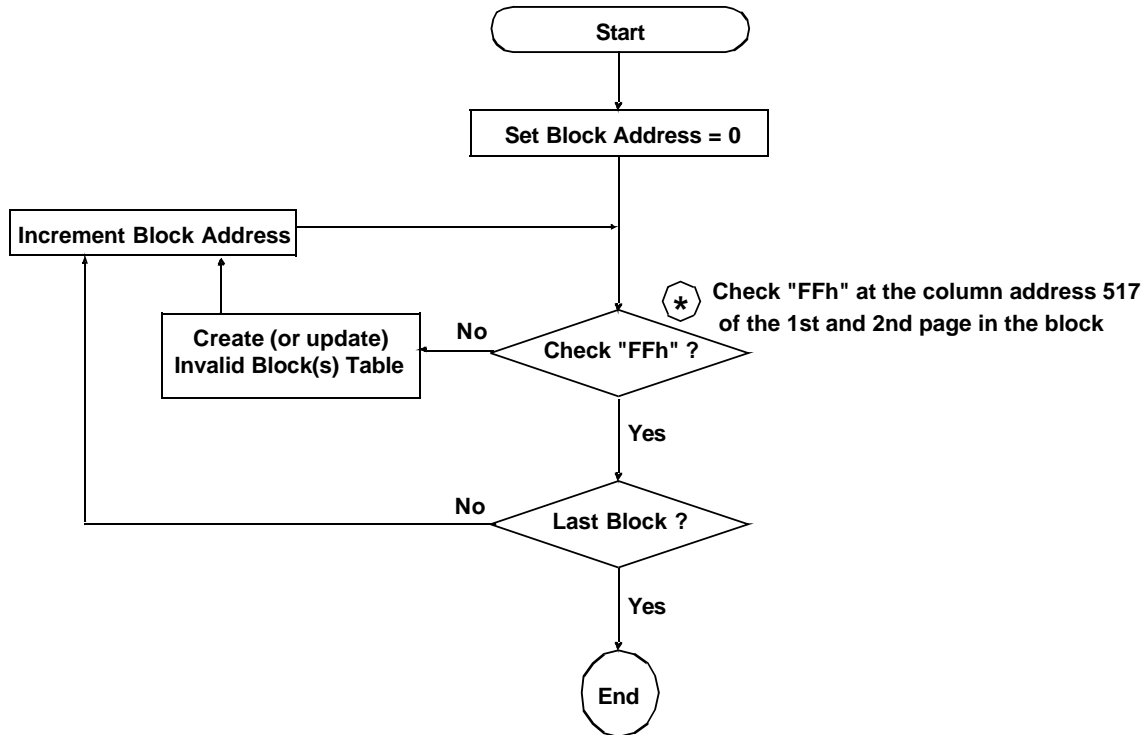 Start
Set Block Address = 0
Increment Block Address
* Check "FFh" at the column address 517
of the 1st and 2nd page in the block
No
Create (or update)
Invalid Block(s) Table
Check "FFh" ?
Yes
No
Last Block ?
Yes
End